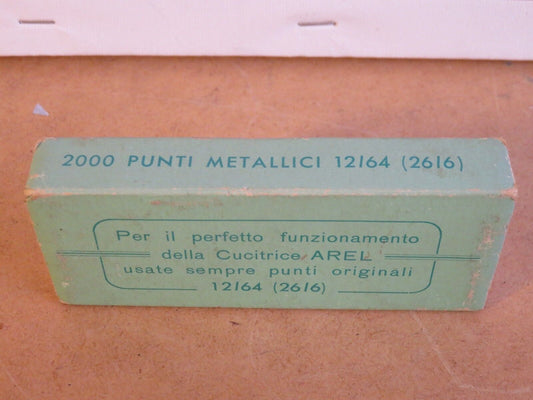 2000 PUNTI METALLICI 12/64 (26/6)
Per il perfetto funzionamento
della Cucitrice AREL
usate sempre punti originali
12/64 (26/6)